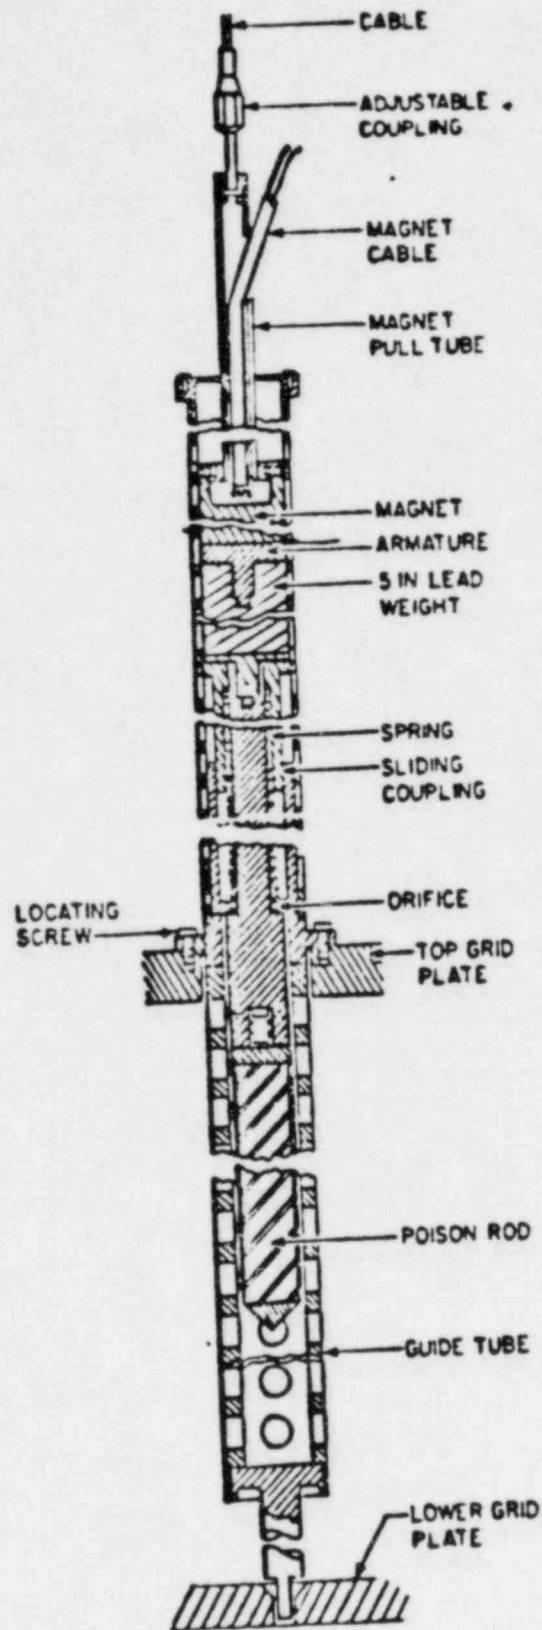 CABLE
ADJUSTABLE
COUPLING
MAGNET
CABLE
MAGNET
PULL TUBE
MAGNET
ARMATURE
5 IN LEAD
WEIGHT
SPRING
SLIDING
COUPLING
ORIFICE
LOCATING
SCREW
TOP GRID
PLATE
POISON ROD
GUIDE TUBE
LOWER GRID
PLATE